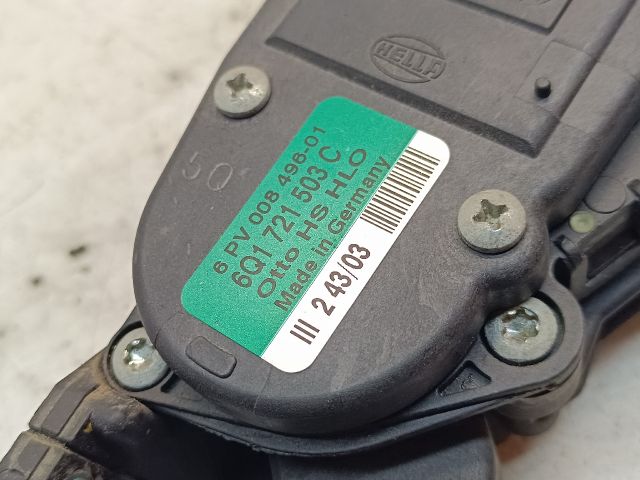 HELLA
50
6 PV 008 496-01
6Q1 721 503 C
Otto HS HLO
Made in Germany
III 2 43/03